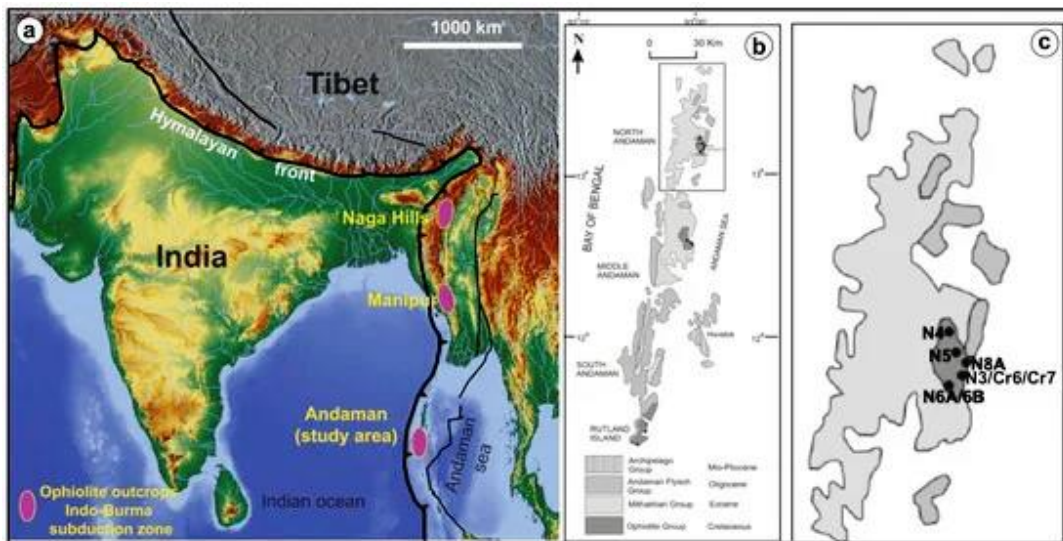 a
1000 km
Tibet
Hymalayan
front
Naga Hills
India
Manipur
Andaman
(study area)
Andaman
sea
Indian ocean
Ophiolite outcrops
Indo-Burma
subduction zone
b
N
0 30 Km
NORTH
ANDAMAN
BAY OF BENGAL
ANDAMAN SEA
MIDDLE
ANDAMAN
Havelok
SOUTH
ANDAMAN
RUTLAND
ISLAND
Archipelago
Group
Mio-Pliocene
Andaman Flysch
Group
Oligocene
Mithakhari Group
Eocene
Ophiolite Group
Cretaceous
c
N4
N5
N8A
N3/Cr6/Cr7
N6A/6B